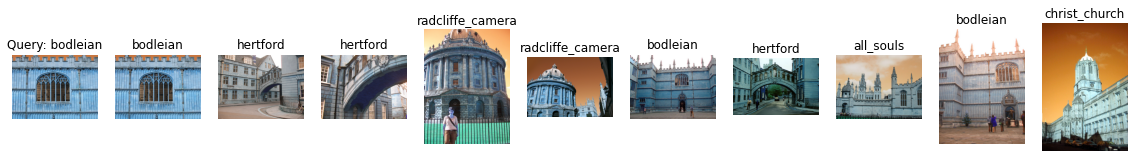 Query: bodleian
bodleian
hertford
hertford
radcliffe_camera
radcliffe_camera
bodleian
hertford
all_souls
bodleian
christ_church